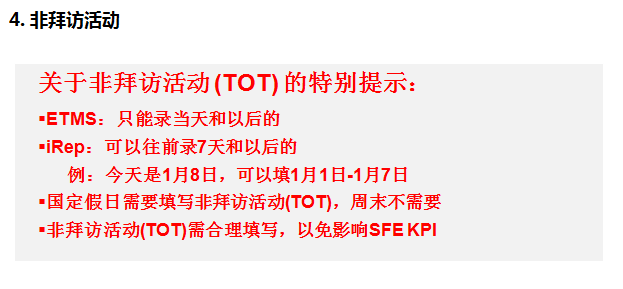 4. 非拜访活动
关于非拜访活动(TOT)的特别提示：
▪ETMS：只能录当天和以后的
▪iRep：可以往前录7天和以后的
例：今天是1月8日，可以填1月1日-1月7日
▪国定假日需要填写非拜访活动(TOT)，周末不需要
▪非拜访活动(TOT)需合理填写，以免影响SFE KPI